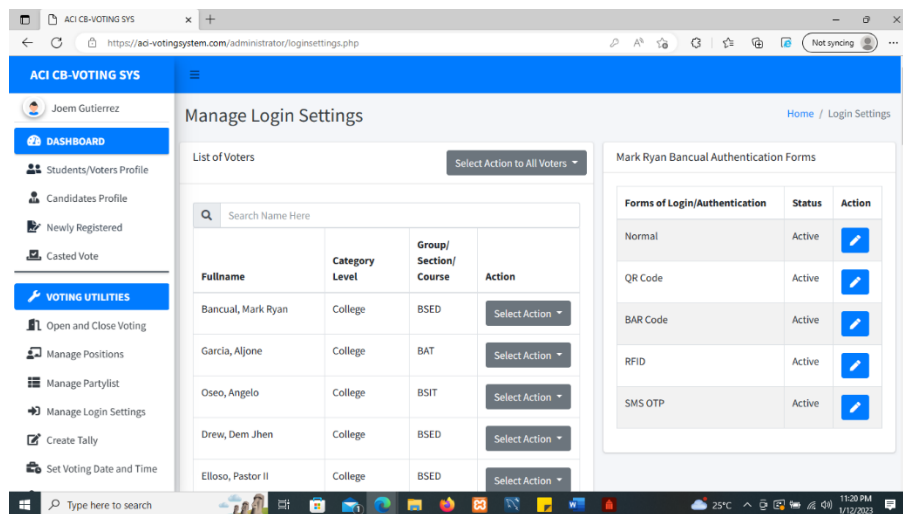 ACI CB-VOTING SYS
https://aci-votingsystem.com/administrator/loginsettings.php
Not syncing
ACI CB-VOTING SYS
Joem Gutierrez
DASHBOARD
Students/Voters Profile
Candidates Profile
Newly Registered
Casted Vote
VOTING UTILITIES
Open and Close Voting
Manage Positions
Manage Partylist
Manage Login Settings
Create Tally
Set Voting Date and Time
Manage Login Settings
Home / Login Settings
List of Voters
Select Action to All Voters
Search Name Here
Fullname Category Level Group/ Section/ Course Action
Bancual, Mark Ryan College BSED Select Action
Garcia, Aljone College BAT Select Action
Oseo, Angelo College BSIT Select Action
Drew, Dem Jhen College BSED Select Action
Elloso, Pastor II College BSED Select Action
Mark Ryan Bancual Authentication Forms
Forms of Login/Authentication Status Action
Normal Active
QR Code Active
BAR Code Active
RFID Active
SMS OTP Active
Type here to search
25°C
11:20 PM
1/12/2023